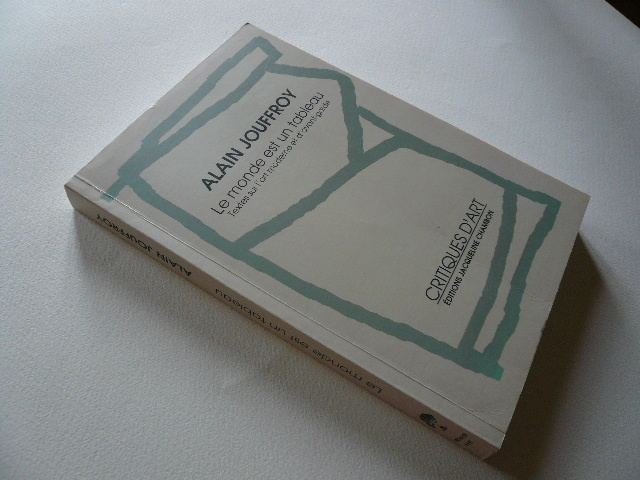 ALAIN JOUFFROY
Le monde est un tableau
Textes sur l'art moderne et d'avant-garde
CRITIQUES D'ART
ÉDITIONS JACQUELINE CHAMBON
ALAIN JOUFFROY
Le monde est un tableau